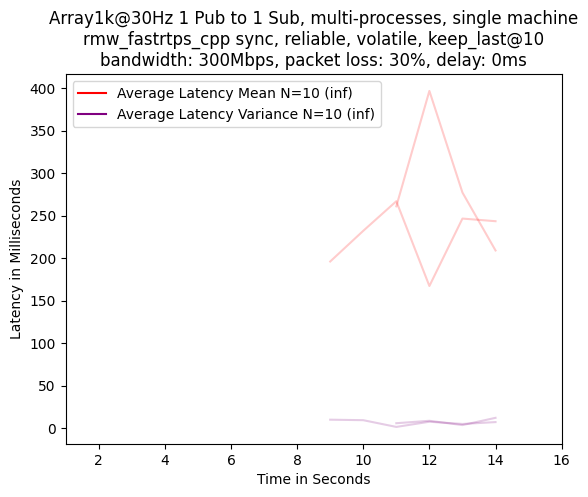 Array1k@30Hz 1 Pub to 1 Sub, multi-processes, single machine
rmw_fastrtps_cpp sync, reliable, volatile, keep_last@10
bandwidth: 300Mbps, packet loss: 30%, delay: 0ms
Average Latency Mean N=10 (inf)
Average Latency Variance N=10 (inf)
Latency in Milliseconds
400
350
300
250
200
150
100
50
0
2 4 6 8 10 12 14 16
Time in Seconds